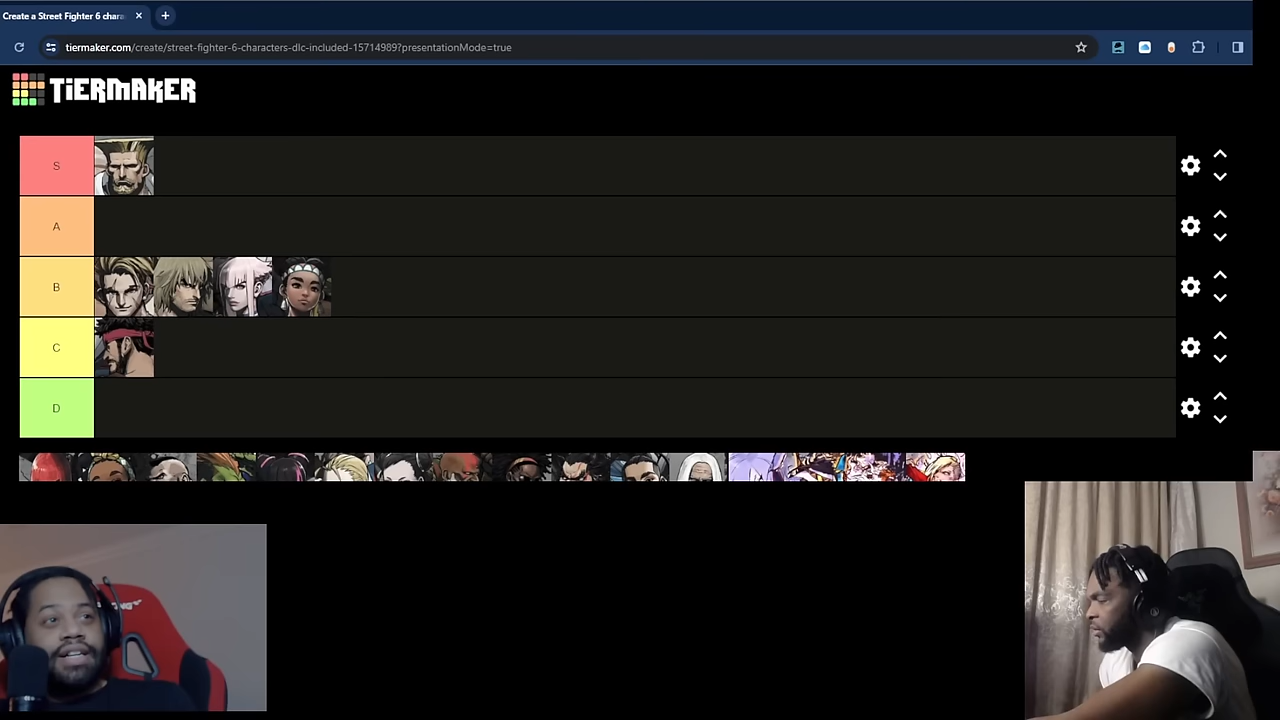 Create a Street Fighter 6 chara
tiermaker.com/create/street-fighter-6-characters-dlc-included-15714989?presentationMode=true
TiERMAKER
S
A
B
C
D